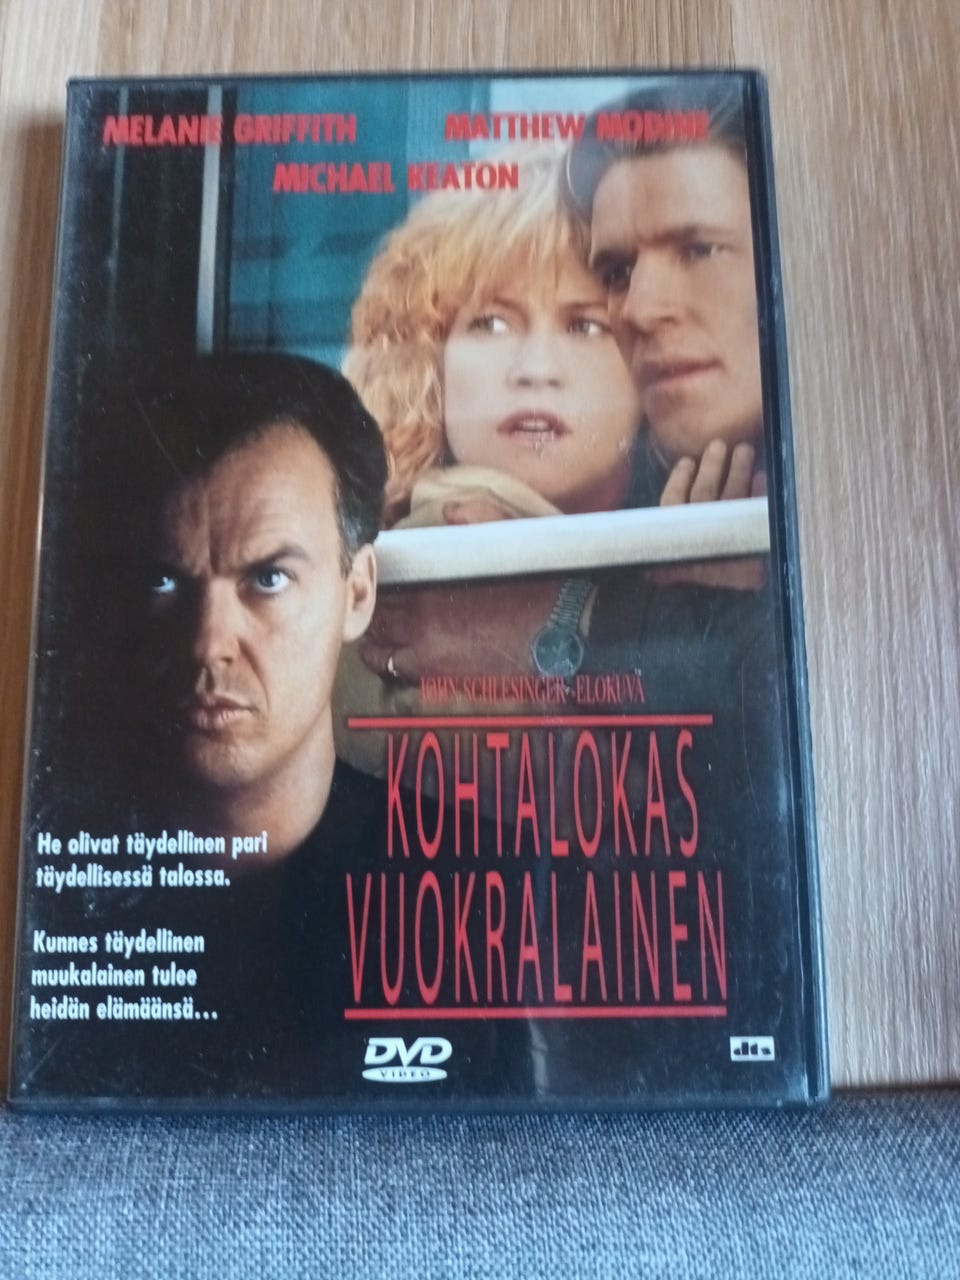 MELANIE GRIFFITH
MATTHEW MODINE
MICHAEL KEATON
JOHN SCHLESINGER -ELOKUVA
KOHTALOKAS
VUOKRALAINEN
He olivat täydellinen pari
täydellisessä talossa.
Kunnes täydellinen
muukalainen tulee
heidän elämäänsä...
DVD
VIDEO
dts